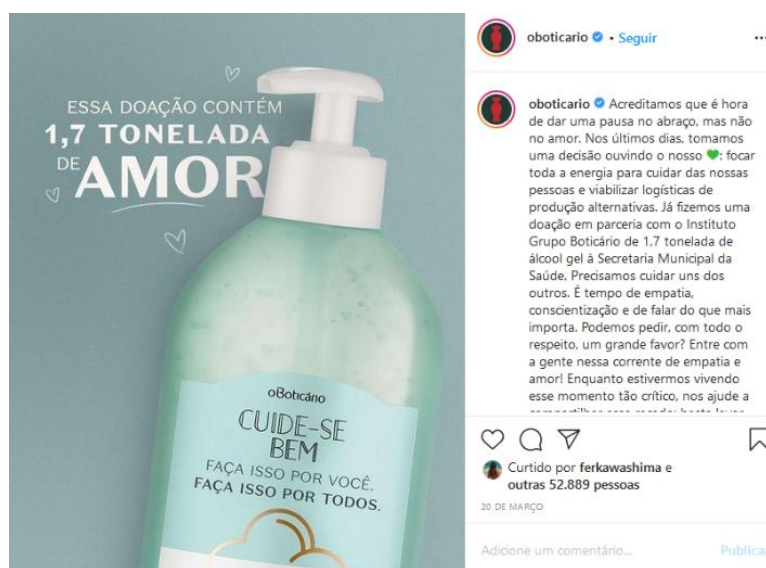 ESSA DOAÇÃO CONTÉM
1,7 TONELADA
DE AMOR
oBoticário
CUIDE-SE
BEM
FAÇA ISSO POR VOCÊ.
FAÇA ISSO POR TODOS.
oboticario • Seguir
oboticario Acreditamos que é hora
de dar uma pausa no abraço, mas não
no amor. Nos últimos dias, tomamos
uma decisão ouvindo o nosso 💚: focar
toda a energia para cuidar das nossas
pessoas e viabilizar logísticas de
produção alternativas. Já fizemos uma
doação em parceria com o Instituto
Grupo Boticário de 1,7 tonelada de
álcool gel à Secretaria Municipal da
Saúde. Precisamos cuidar uns dos
outros. É tempo de empatia,
conscientização e de falar do que mais
importa. Podemos pedir, com todo o
respeito, um grande favor? Entre com
a gente nessa corrente de empatia e
amor! Enquanto estivermos vivendo
esse momento tão crítico, nos ajude a
Curtido por ferkawashima e
outras 52.889 pessoas
20 DE MARÇO
Adicione um comentário... Publicar